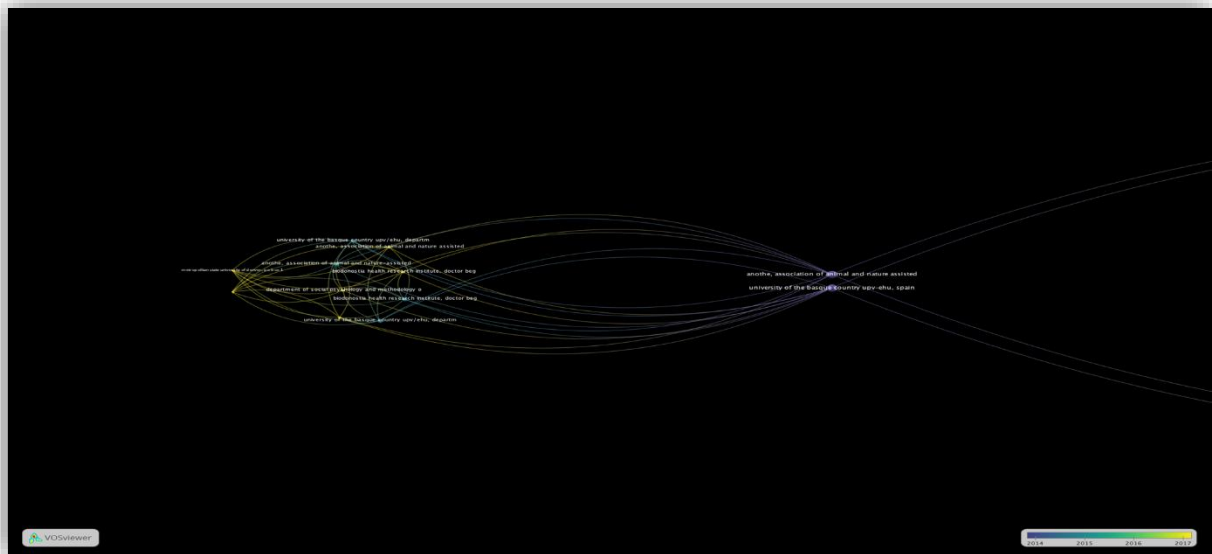 university of the basque country upv/ehu, departm
anothe, association of animal and nature assisted
anothe, association of animal and nature-assisted
biodonostia health research institute, doctor beg
department of social psychology and methodology o
biodonostia health research institute, doctor beg
university of the basque country upv/ehu, departm
anothe, association of animal and nature assisted
university of the basque country upv-ehu, spain
VOSviewer
2014 2015 2016 2017